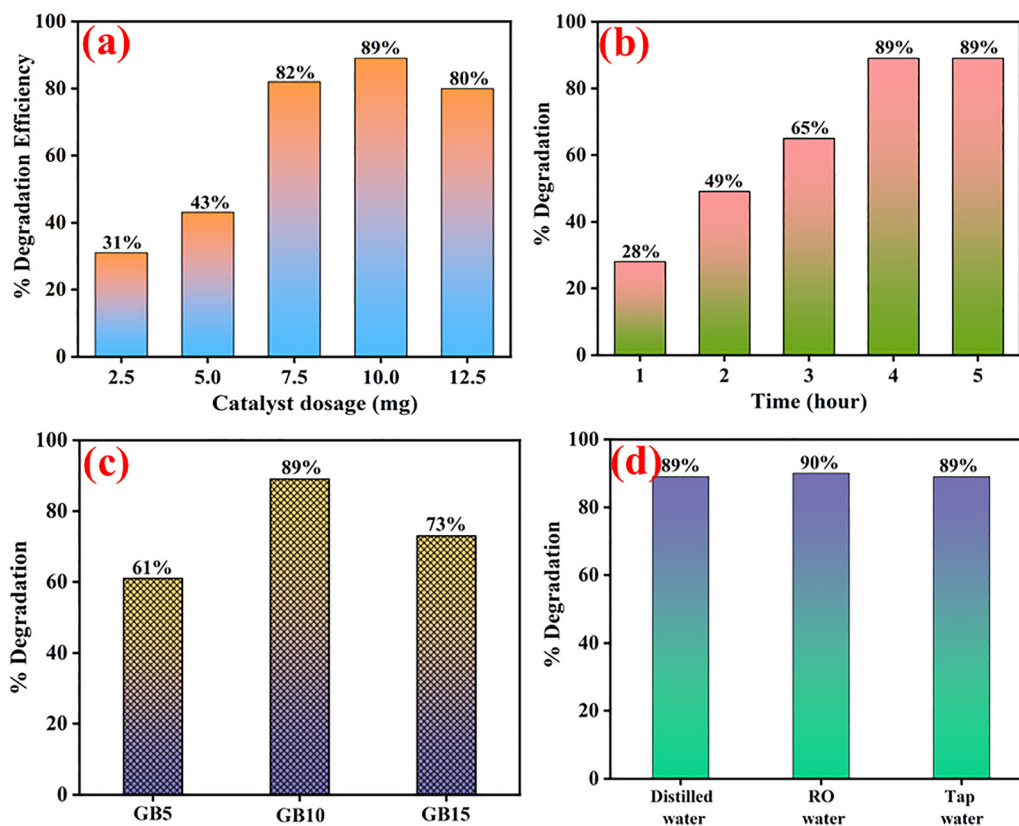 (a)
% Degradation Efficiency
100
80
60
40
20
0
31%
43%
82%
89%
80%
2.5 5.0 7.5 10.0 12.5
Catalyst dosage (mg)
(b)
% Degradation
100
80
60
40
20
0
28%
49%
65%
89%
89%
1 2 3 4 5
Time (hour)
(c)
% Degradation
100
80
60
40
20
0
61%
89%
73%
GB5 GB10 GB15
(d)
% Degradation
100
80
60
40
20
0
89%
90%
89%
Distilled
water
RO
water
Tap
water